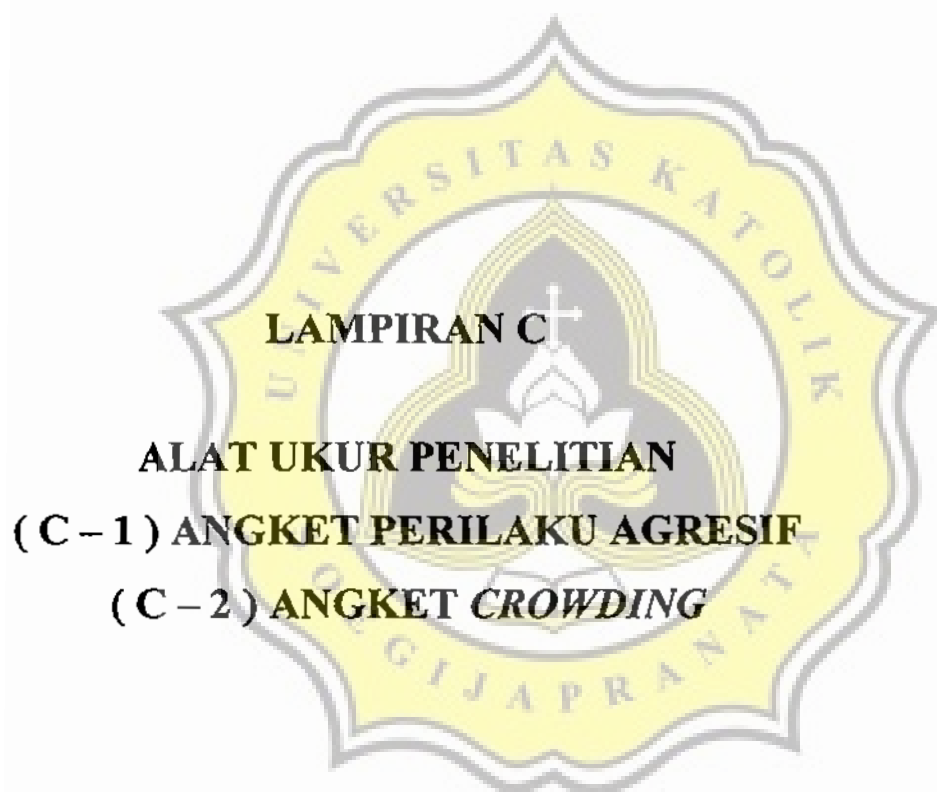 UNIVERSITAS KATOLIK
LAMPIRAN C
ALAT UKUR PENELITIAN
( C – 1 ) ANGKET PERILAKU AGRESIF
( C – 2 ) ANGKET CROWDING
SOEGIJAPRANATA